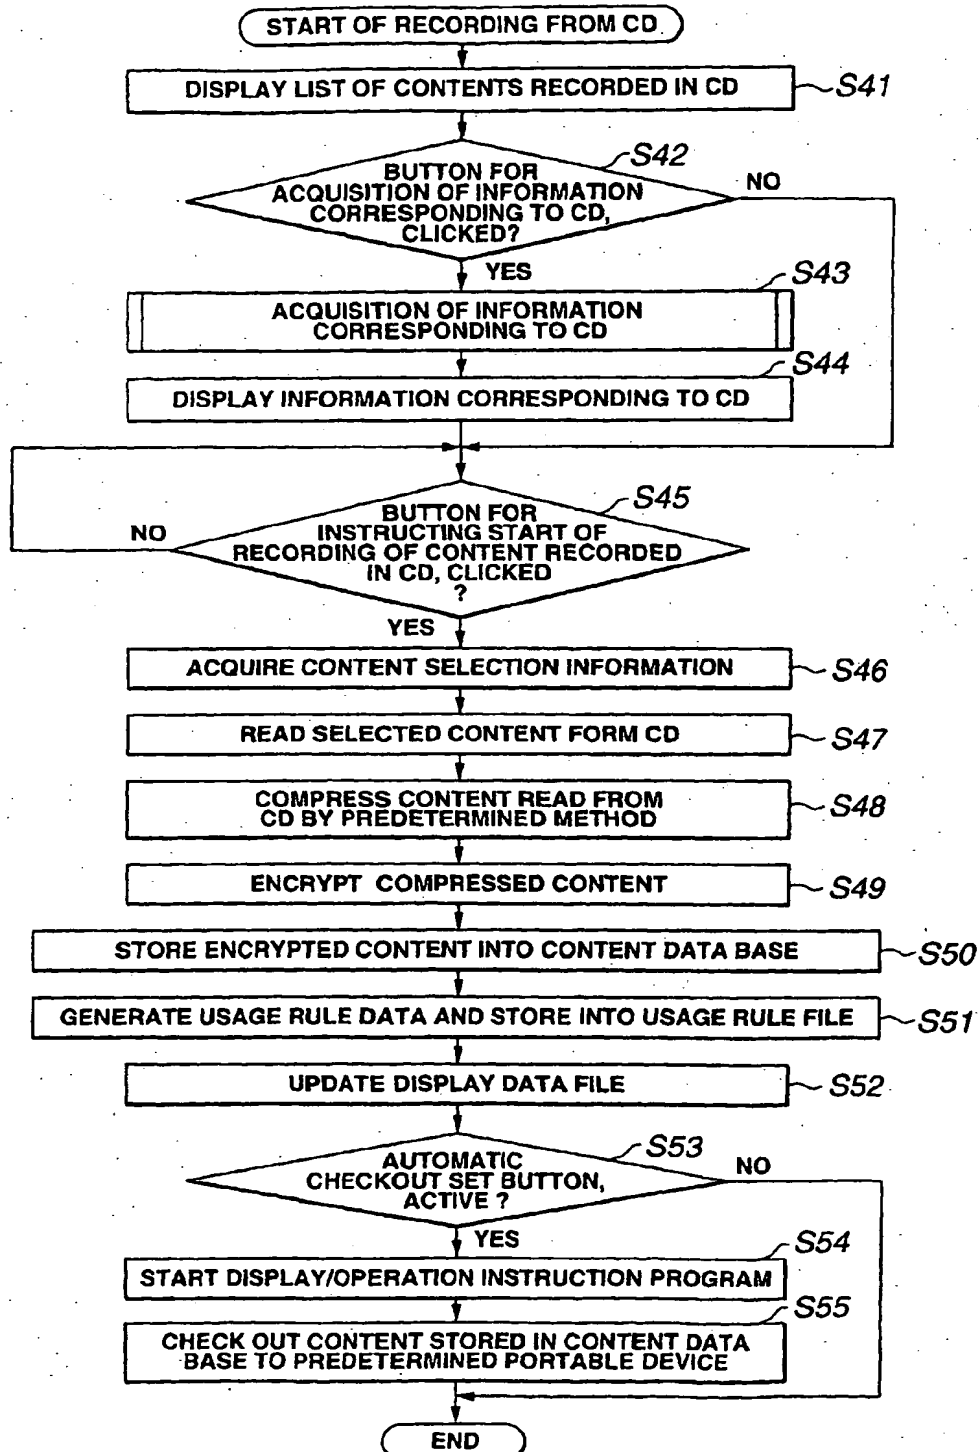 START OF RECORDING FROM CD
DISPLAY LIST OF CONTENTS RECORDED IN CD
S41
S42
BUTTON FOR
ACQUISITION OF INFORMATION
CORRESPONDING TO CD,
CLICKED?
NO
YES
S43
ACQUISITION OF INFORMATION
CORRESPONDING TO CD
S44
DISPLAY INFORMATION CORRESPONDING TO CD
S45
BUTTON FOR
INSTRUCTING START OF
RECORDING OF CONTENT RECORDED
IN CD, CLICKED
?
NO
YES
ACQUIRE CONTENT SELECTION INFORMATION
S46
READ SELECTED CONTENT FORM CD
S47
COMPRESS CONTENT READ FROM
CD BY PREDETERMINED METHOD
S48
ENCRYPT COMPRESSED CONTENT
S49
STORE ENCRYPTED CONTENT INTO CONTENT DATA BASE
S50
GENERATE USAGE RULE DATA AND STORE INTO USAGE RULE FILE
S51
UPDATE DISPLAY DATA FILE
S52
S53
AUTOMATIC
CHECKOUT SET BUTTON,
ACTIVE ?
NO
YES
S54
START DISPLAY/OPERATION INSTRUCTION PROGRAM
S55
CHECK OUT CONTENT STORED IN CONTENT DATA
BASE TO PREDETERMINED PORTABLE DEVICE
END